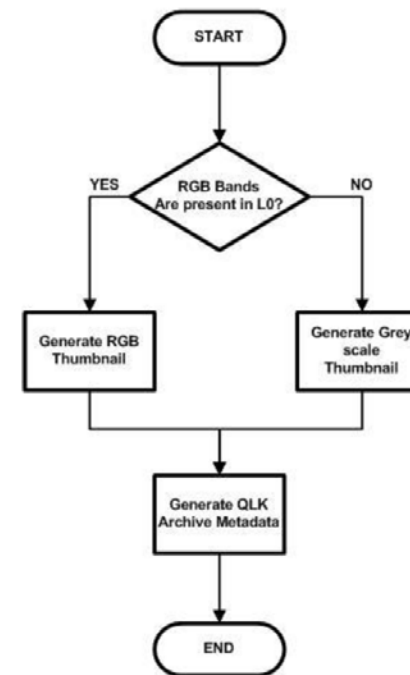 START
YES
RGB Bands
Are present in L0?
NO
Generate RGB
Thumbnail
Generate Grey
scale
Thumbnail
Generate QLK
Archive Metadata
END